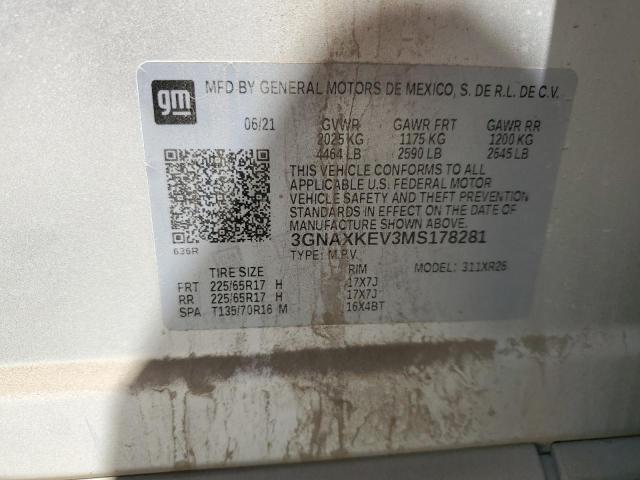 gm
MFD BY GENERAL MOTORS DE MEXICO, S. DE R.L. DE C.V.
06/21 GVWR GAWR FRT GAWR RR
2025 KG 1175 KG 1200 KG
4464 LB 2590 LB 2645 LB
THIS VEHICLE CONFORMS TO ALL
APPLICABLE U.S. FEDERAL MOTOR
VEHICLE SAFETY AND THEFT PREVENTION
STANDARDS IN EFFECT ON THE DATE OF
MANUFACTURE SHOWN ABOVE.
3GNAXKEV3MS178281
636R
TYPE: M.P.V. MODEL: 311XR26
TIRE SIZE RIM
FRT 225/65R17 H 17X7J
RR 225/65R17 H 17X7J
SPA T135/70R16 M 16X4BT